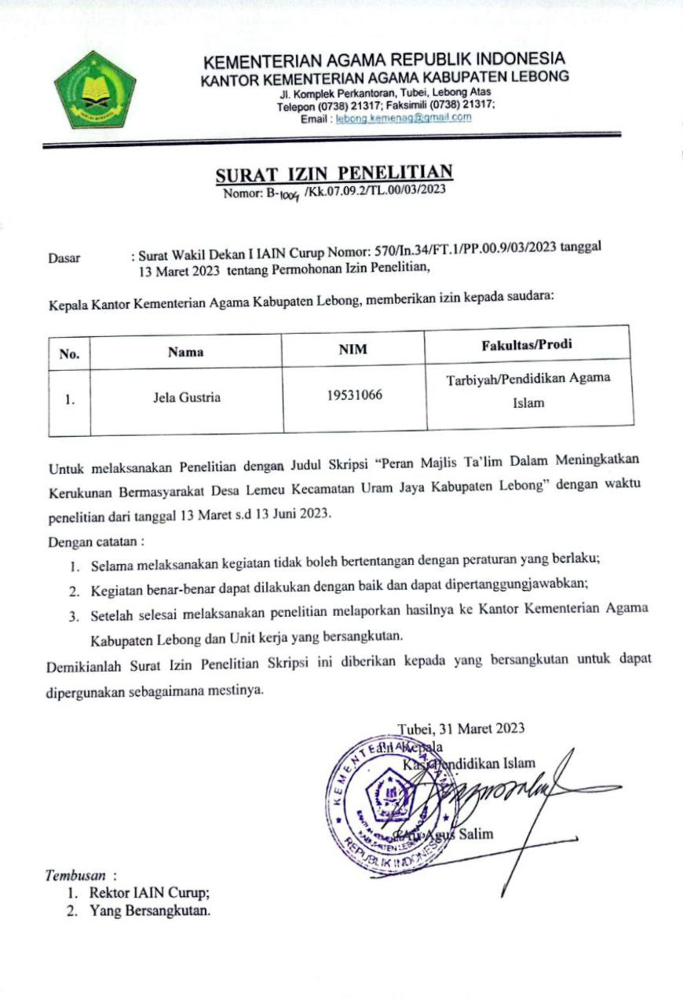 KEMENTERIAN AGAMA REPUBLIK INDONESIA
KANTOR KEMENTERIAN AGAMA KABUPATEN LEBONG
Jl. Komplek Perkantoran, Tubei, Lebong Atas
Telepon (0738) 21317; Faksimili (0738) 21317;
Email : lebong.kemenag@gmail.com
SURAT IZIN PENELITIAN
Nomor: B-1004 /Kk.07.09.2/TL.00/03/2023
Dasar : Surat Wakil Dekan I IAIN Curup Nomor: 570/In.34/FT.1/PP.00.9/03/2023 tanggal
13 Maret 2023 tentang Permohonan Izin Penelitian,
Kepala Kantor Kementerian Agama Kabupaten Lebong, memberikan izin kepada saudara:
No. Nama NIM Fakultas/Prodi
1. Jela Gustria 19531066 Tarbiyah/Pendidikan Agama
Islam
Untuk melaksanakan Penelitian dengan Judul Skripsi “Peran Majlis Ta’lim Dalam Meningkatkan
Kerukunan Bermasyarakat Desa Lemeu Kecamatan Uram Jaya Kabupaten Lebong” dengan waktu
penelitian dari tanggal 13 Maret s.d 13 Juni 2023.
Dengan catatan :
1. Selama melaksanakan kegiatan tidak boleh bertentangan dengan peraturan yang berlaku;
2. Kegiatan benar-benar dapat dilakukan dengan baik dan dapat dipertanggungjawabkan;
3. Setelah selesai melaksanakan penelitian melaporkan hasilnya ke Kantor Kementerian Agama
Kabupaten Lebong dan Unit kerja yang bersangkutan.
Demikianlah Surat Izin Penelitian Skripsi ini diberikan kepada yang bersangkutan untuk dapat
dipergunakan sebagaimana mestinya.
Tubei, 31 Maret 2023
a.n Kepala
Kasi Pendidikan Islam
Agus Salim
KEMENTERIAN AGAMA
REPUBLIK INDONESIA
Tembusan :
1. Rektor IAIN Curup;
2. Yang Bersangkutan.